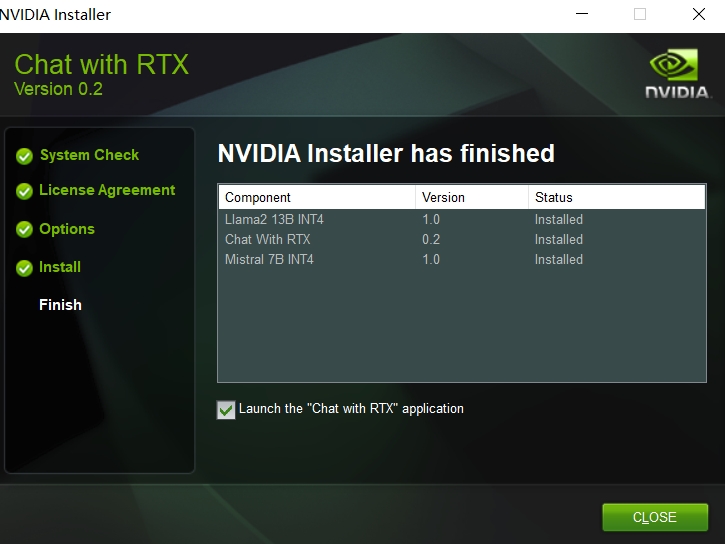 NVIDIA Installer
Chat with RTX
Version 0.2
NVIDIA.
System Check
License Agreement
Options
Install
Finish
NVIDIA Installer has finished
Component Version Status
Llama2 13B INT4 1.0 Installed
Chat With RTX 0.2 Installed
Mistral 7B INT4 1.0 Installed
Launch the "Chat with RTX" application
CLOSE